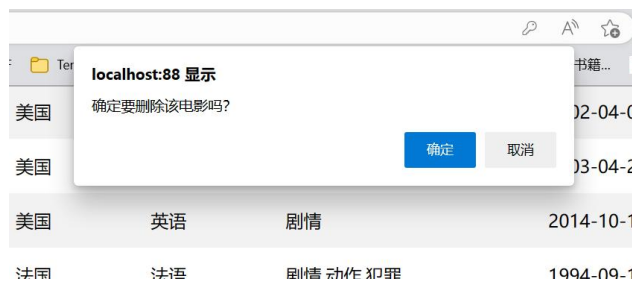 Ter
书籍...
localhost:88 显示
确定要删除该电影吗?
确定 取消
美国 02-04-0
美国 03-04-2
美国 英语 剧情 2014-10-1
法国 法语 剧情 动作 犯罪 1994-09-1